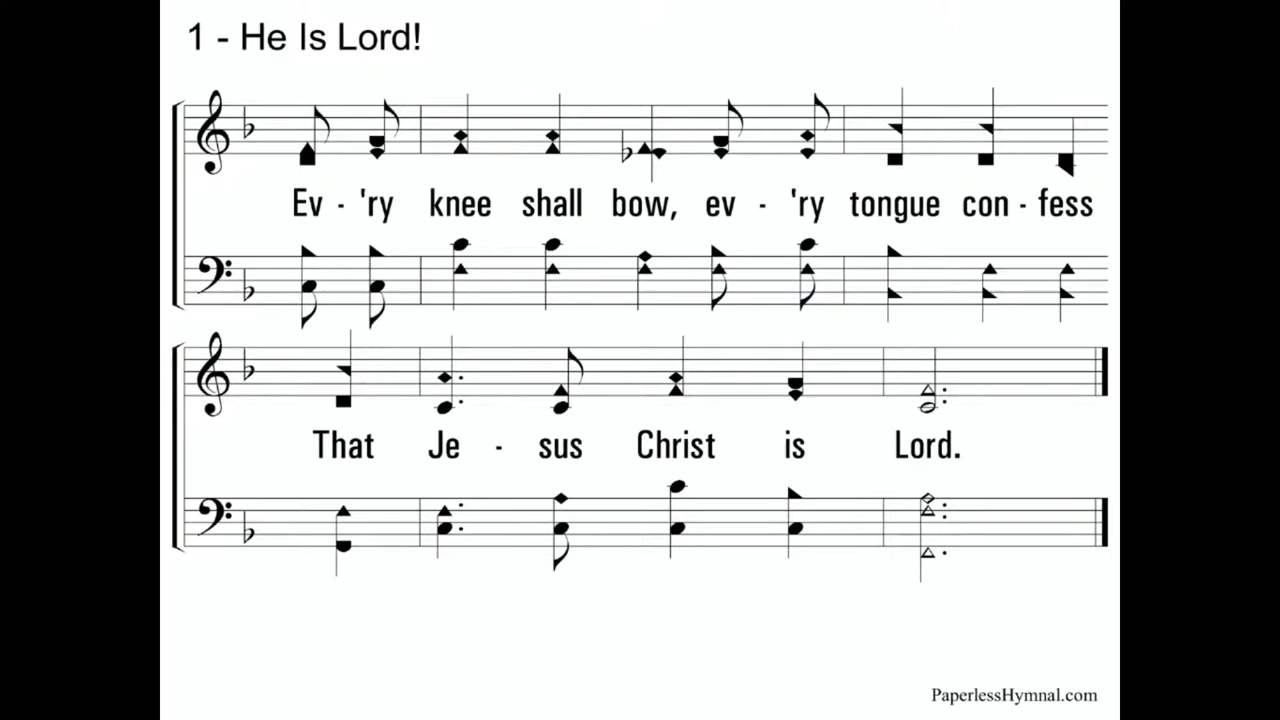 1 - He Is Lord!
Ev - 'ry knee shall bow, ev - 'ry tongue con - fess
That Je - sus Christ is Lord.
PaperlessHymnal.com